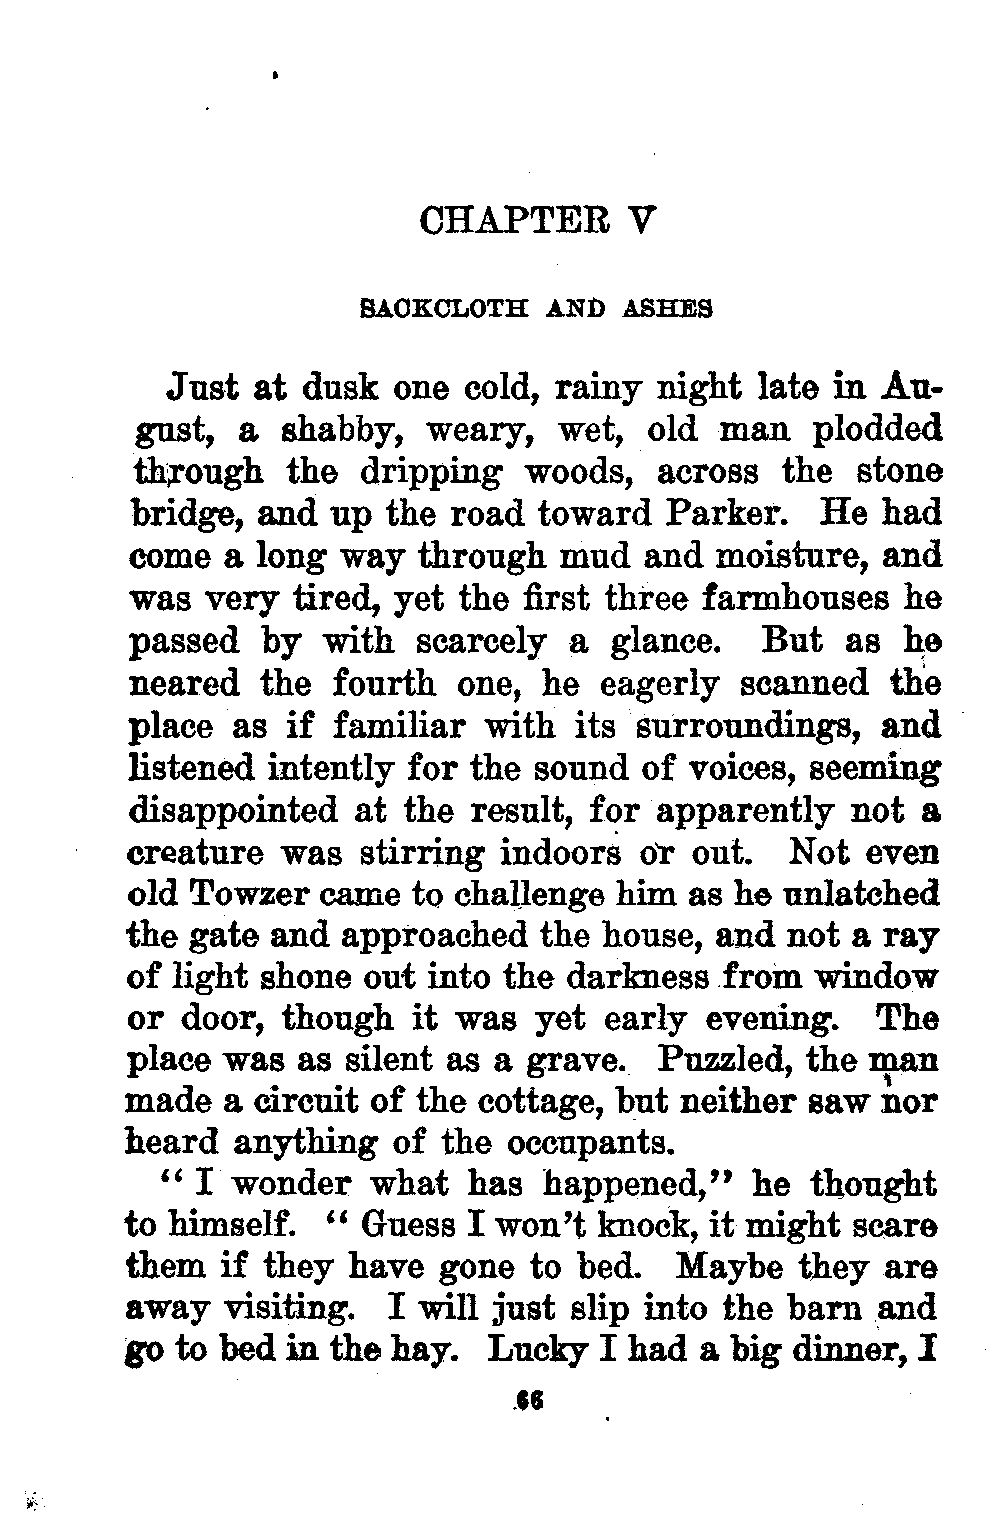 CHAPTER V
SACKCLOTH AND ASHES
Just at dusk one cold, rainy night late in Au-
gust, a shabby, weary, wet, old man plodded
through the dripping woods, across the stone
bridge, and up the road toward Parker. He had
come a long way through mud and moisture, and
was very tired, yet the first three farmhouses he
passed by with scarcely a glance. But as he
neared the fourth one, he eagerly scanned the
place as if familiar with its surroundings, and
listened intently for the sound of voices, seeming
disappointed at the result, for apparently not a
creature was stirring indoors or out. Not even
old Towzer came to challenge him as he unlatched
the gate and approached the house, and not a ray
of light shone out into the darkness from window
or door, though it was yet early evening. The
place was as silent as a grave. Puzzled, the man
made a circuit of the cottage, but neither saw nor
heard anything of the occupants.
“ I wonder what has happened,” he thought
to himself. “ Guess I won’t knock, it might scare
them if they have gone to bed. Maybe they are
away visiting. I will just slip into the barn and
go to bed in the hay. Lucky I had a big dinner, I
66